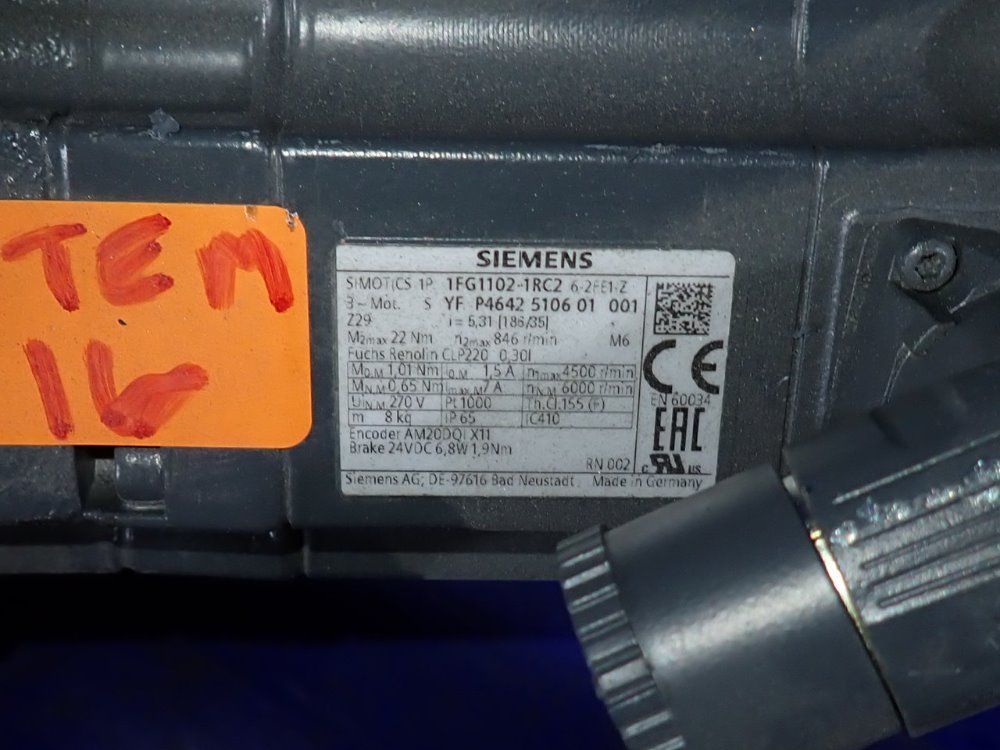 TEM
16
SIEMENS
SIMOTICS 1P 1FG1102-1RC2 6-2FE1-Z
3~Mot. S YF P4642 5106 01 001
Z29 i = 5,31 [186/35]
M2max 22 Nm n2max 846 r/min M6
Fuchs Renolin CLP220 0,30l
M0,M 1,01 Nm I0,M 1,5 A nmax 4500 r/min
MN,M 0,65 Nm Imax,M 7 A nN,M 6000 r/min
UIN,M 270 V Pt 1000 Th.Cl.155 (F)
m 8 kg IP 65 IC410
Encoder AM20DQI X11
Brake 24VDC 6,8W 1,9Nm
RN 002
Siemens AG, DE-97616 Bad Neustadt Made in Germany
CE
EN 60034
EAC
c RU us